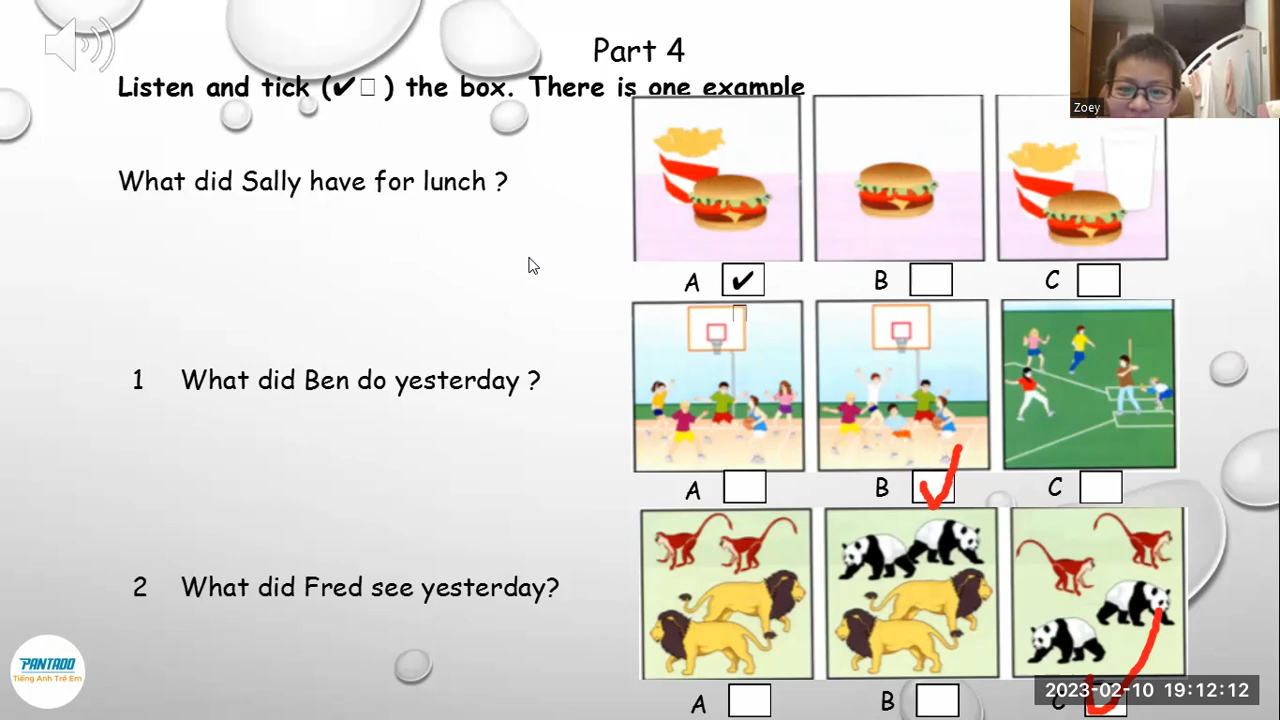 Part 4
Listen and tick (✔□ ) the box. There is one example
Zoey
What did Sally have for lunch ?
A ✔ B C
1 What did Ben do yesterday ?
A B C
2 What did Fred see yesterday?
PANTADO
Tiếng Anh Trẻ Em
2023-02-10 19:12:12
A B C